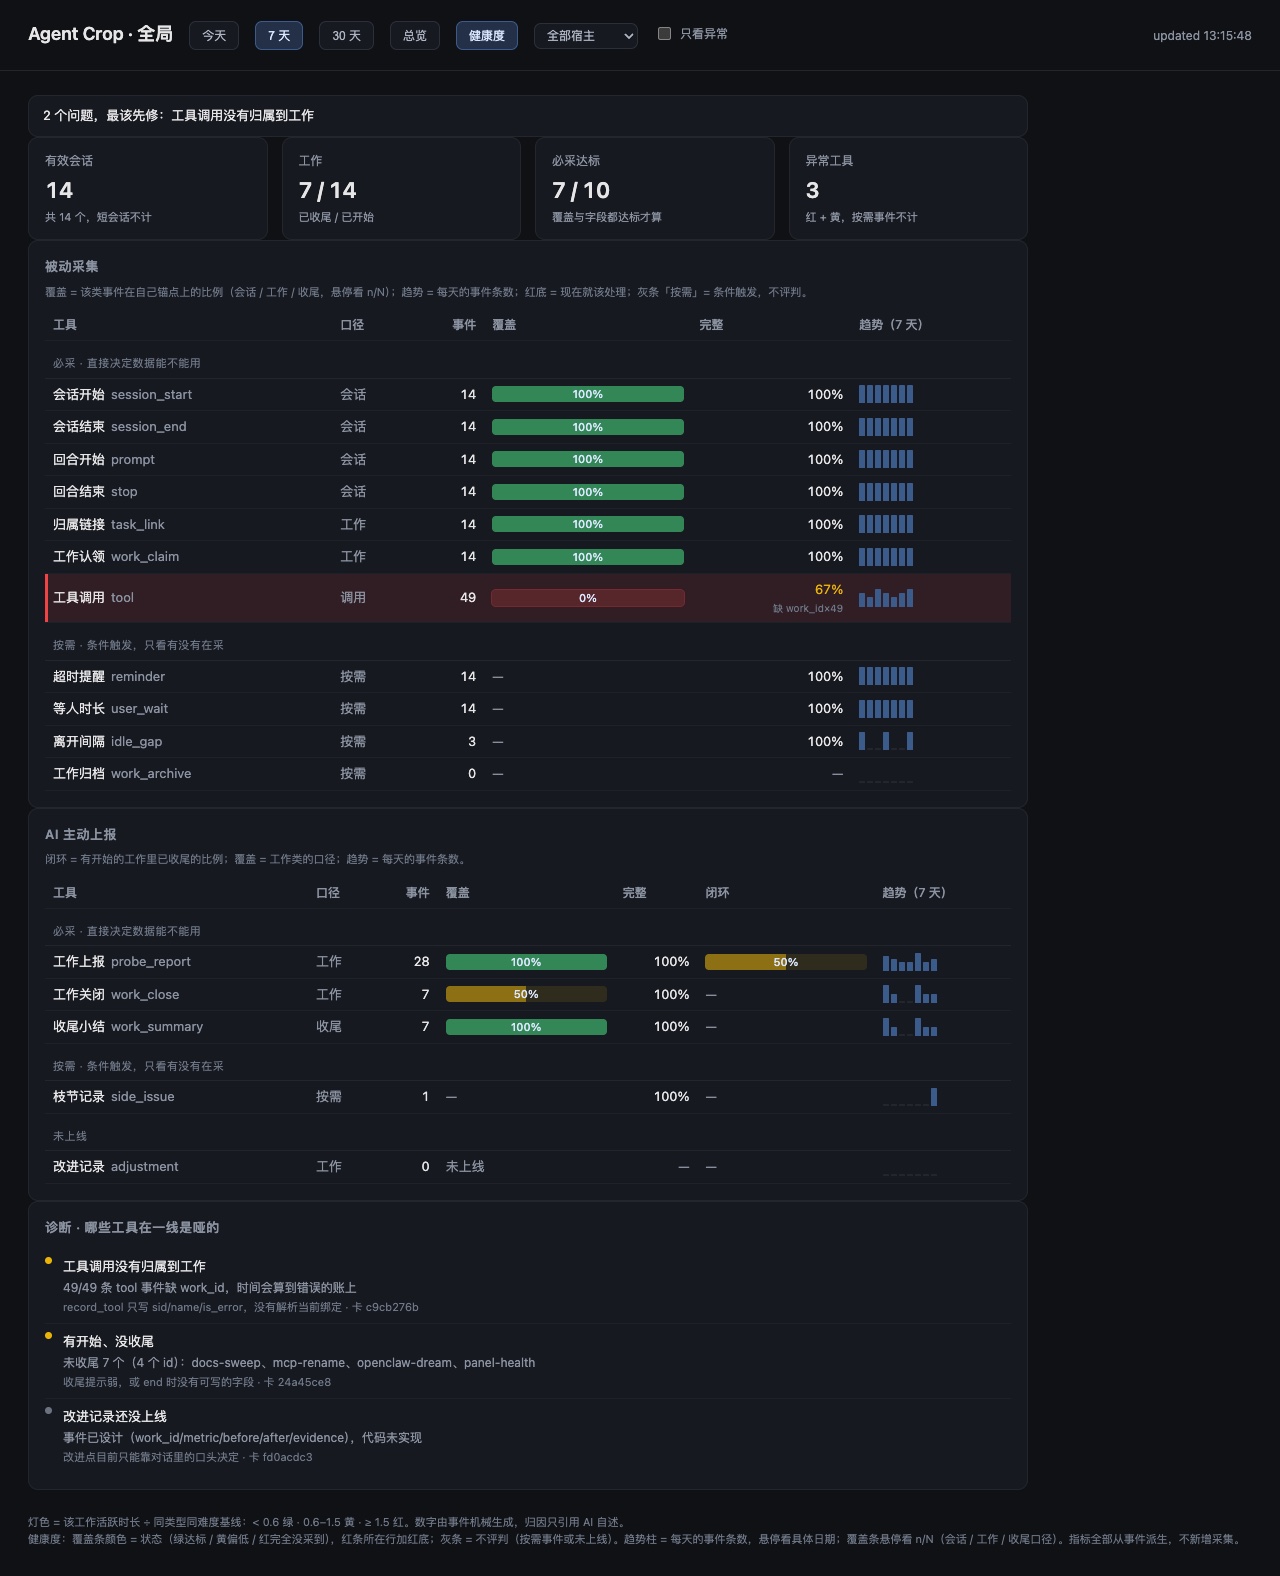 Agent Crop · 全局 今天 7 天 30 天 总览 健康度 全部宿主 只看异常 updated 13:15:48
2 个问题，最该先修：工具调用没有归属到工作
有效会话 工作 必采达标 异常工具
14 7 / 14 7 / 10 3
共 14 个，短会话不计 已收尾 / 已开始 覆盖与字段都达标才算 红 + 黄，按需事件不计
被动采集
覆盖 = 该类事件在自己锚点上的比例（会话 / 工作 / 收尾，悬停看 n/N）；趋势 = 每天的事件条数；红底 = 现在就该处理；灰条「按需」= 条件触发，不评判。
工具 口径 事件 覆盖 完整 趋势（7 天）
必采 · 直接决定数据能不能用
会话开始 session_start 会话 14 100% 100%
会话结束 session_end 会话 14 100% 100%
回合开始 prompt 会话 14 100% 100%
回合结束 stop 会话 14 100% 100%
归属链接 task_link 工作 14 100% 100%
工作认领 work_claim 工作 14 100% 100%
工具调用 tool 调用 49 0% 67%
缺 work_id×49
按需 · 条件触发，只看有没有在采
超时提醒 reminder 按需 14 — 100%
等人时长 user_wait 按需 14 — 100%
离开间隔 idle_gap 按需 3 — 100%
工作归档 work_archive 按需 0 — —
AI 主动上报
闭环 = 有开始的工作里已收尾的比例；覆盖 = 工作类的口径；趋势 = 每天的事件条数。
工具 口径 事件 覆盖 完整 闭环 趋势（7 天）
必采 · 直接决定数据能不能用
工作上报 probe_report 工作 28 100% 100% 50%
工作关闭 work_close 工作 7 50% 100% —
收尾小结 work_summary 收尾 7 100% 100% —
按需 · 条件触发，只看有没有在采
枝节记录 side_issue 按需 1 — 100% —
未上线
改进记录 adjustment 工作 0 未上线 — —
诊断 · 哪些工具在一线是哑的
工具调用没有归属到工作
49/49 条 tool 事件缺 work_id，时间会算到错误的账上
record_tool 只写 sid/name/is_error，没有解析当前绑定 · 卡 c9cb276b
有开始、没收尾
未收尾 7 个（4 个 id）：docs-sweep、mcp-rename、openclaw-dream、panel-health
收尾提示弱，或 end 时没有可写的字段 · 卡 24a45ce8
改进记录还没上线
事件已设计（work_id/metric/before/after/evidence），代码未实现
改进点目前只能靠对话里的口头决定 · 卡 fd0acdc3
灯色 = 该工作活跃时长 ÷ 同类型同难度基线：< 0.6 绿 · 0.6–1.5 黄 · ≥ 1.5 红。数字由事件机械生成，归因只引用 AI 自述。
健康度：覆盖条颜色 = 状态（绿达标 / 黄偏低 / 红完全没采到），红条所在行加红底；灰条 = 不评判（按需事件或未上线）。趋势柱 = 每天的事件条数，悬停看具体日期；覆盖条悬停看 n/N（会话 / 工作 / 收尾口径）。指标全部从事件派生，不新增采集。